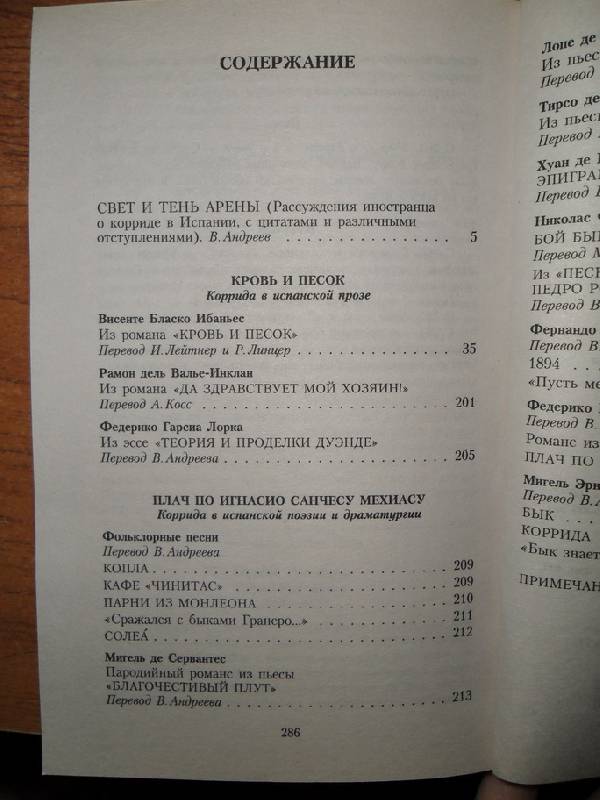 СОДЕРЖАНИЕ
СВЕТ И ТЕНЬ АРЕНЫ (Рассуждения иностранца
о корриде в Испании, с цитатами и различными
отступлениями). В. Андреев . . . . . . . . . . . . . . . . 5
КРОВЬ И ПЕСОК
Коррида в испанской прозе
Висенте Бласко Ибаньес
Из романа «КРОВЬ И ПЕСОК»
Перевод И. Лейтнер и Р. Линцер . . . . . . . . . . . . . . 35
Рамон дель Валье-Инклан
Из романа «ДА ЗДРАВСТВУЕТ МОЙ ХОЗЯИН!»
Перевод А. Косс . . . . . . . . . . . . . . . . . . . . . 201
Федерико Гарсиа Лорка
Из эссе «ТЕОРИЯ И ПРОДЕЛКИ ДУЭНДЕ»
Перевод В. Андреева . . . . . . . . . . . . . . . . . . . 205
ПЛАЧ ПО ИГНАСИО САНЧЕСУ МЕХИАСУ
Коррида в испанской поэзии и драматургии
Фольклорные песни
Перевод В. Андреева
КОПЛА . . . . . . . . . . . . . . . . . . . . . . . . . . 209
КАФЕ «ЧИНИТАС» . . . . . . . . . . . . . . . . . . . . . 209
ПАРНИ ИЗ МОНЛЕОНА . . . . . . . . . . . . . . . . . . . 210
«Сражался с быками Гранеро...» . . . . . . . . . . . . . . 211
СОЛЕА́ . . . . . . . . . . . . . . . . . . . . . . . . . . 212
Мигель де Сервантес
Пародийный романс из пьесы
«БЛАГОЧЕСТИВЫЙ ПЛУТ»
Перевод В. Андреева . . . . . . . . . . . . . . . . . . . 213
286
Лопе де
Из пьес
Перевод
Тирсо де
Из пьес
Перевод
Хуан де
ЭПИГРА
Перевод В
Николас
БОЙ БЫ
Перевод М
Из «ПЕС
ПЕДРО Р
Перевод В
Фернандо
Перевод В.
1894 . . .
«Пусть ме
Федерико
Перевод В.
Романс из
ПЛАЧ ПО
Мигель Эрн
Перевод В. А
БЫК . . .
КОРРИДА
«Бык знает
ПРИМЕЧАН